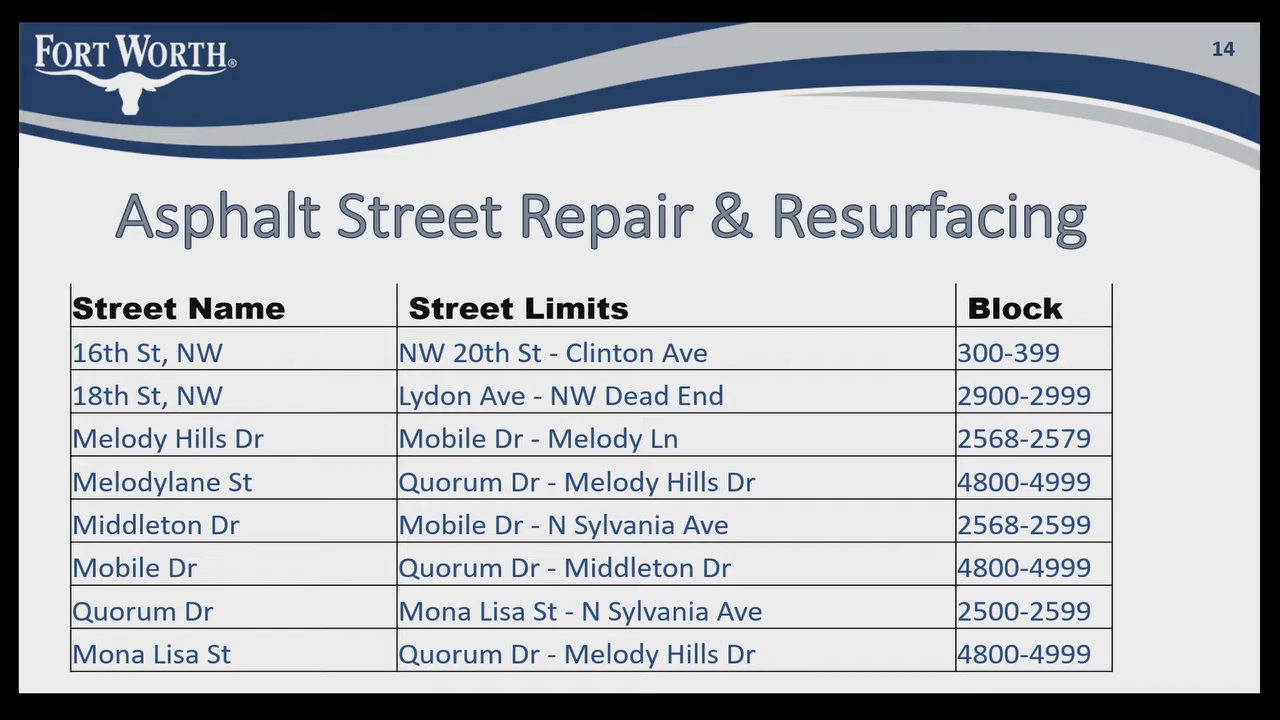 FORT WORTH®
14
Asphalt Street Repair & Resurfacing
Street Name Street Limits Block
16th St, NW NW 20th St - Clinton Ave 300-399
18th St, NW Lydon Ave - NW Dead End 2900-2999
Melody Hills Dr Mobile Dr - Melody Ln 2568-2579
Melodylane St Quorum Dr - Melody Hills Dr 4800-4999
Middleton Dr Mobile Dr - N Sylvania Ave 2568-2599
Mobile Dr Quorum Dr - Middleton Dr 4800-4999
Quorum Dr Mona Lisa St - N Sylvania Ave 2500-2599
Mona Lisa St Quorum Dr - Melody Hills Dr 4800-4999